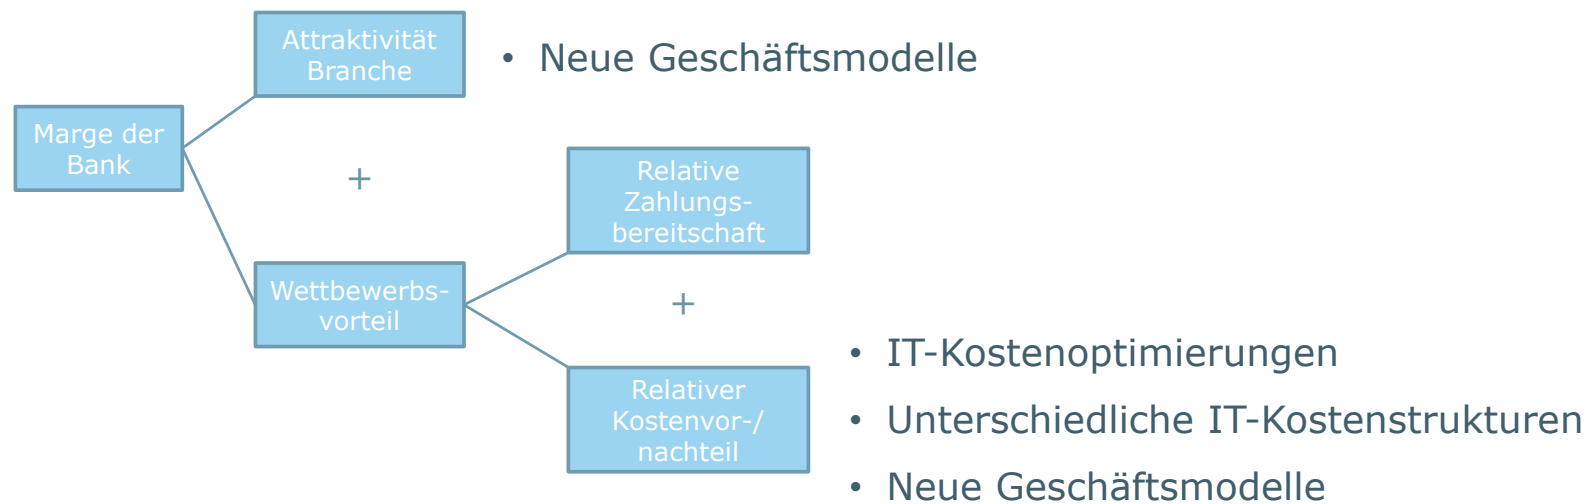 Attraktivität
Branche
• Neue Geschäftsmodelle
Marge der
Bank
+
Relative
Zahlungs-
bereitschaft
Wettbewerbs-
vorteil
+
Relativer
Kostenvor-/
nachteil
• IT-Kostenoptimierungen
• Unterschiedliche IT-Kostenstrukturen
• Neue Geschäftsmodelle